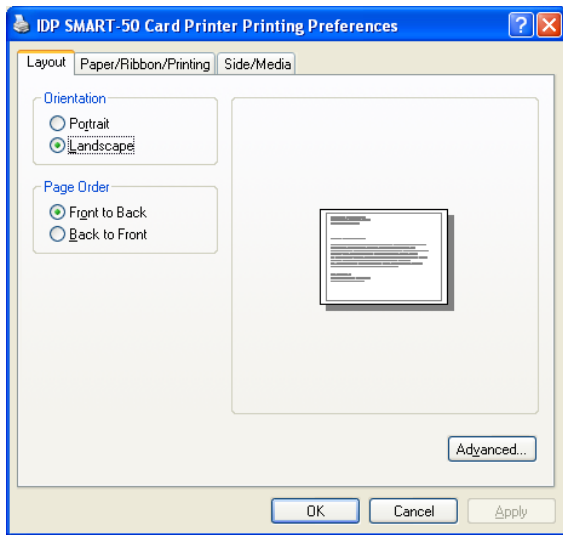 IDP SMART-50 Card Printer Printing Preferences
Layout Paper/Ribbon/Printing Side/Media
Orientation
Portrait
Landscape
Page Order
Front to Back
Back to Front
Advanced...
OK Cancel Apply